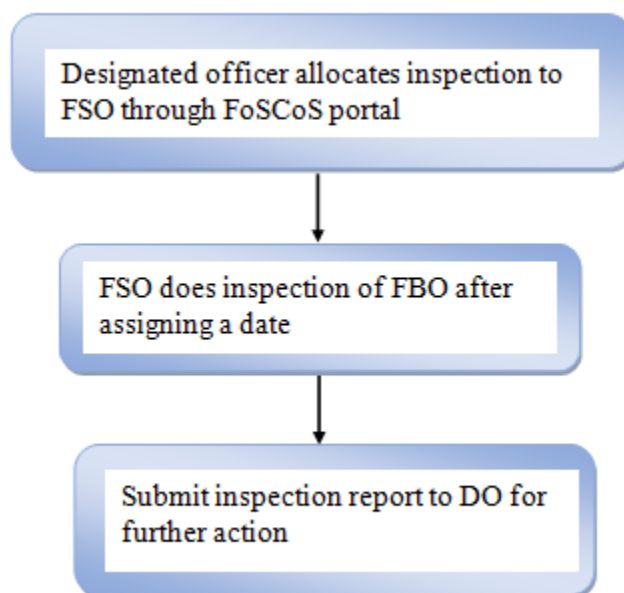 Designated officer allocates inspection to
FSO through FoSCoS portal
FSO does inspection of FBO after
assigning a date
Submit inspection report to DO for
further action